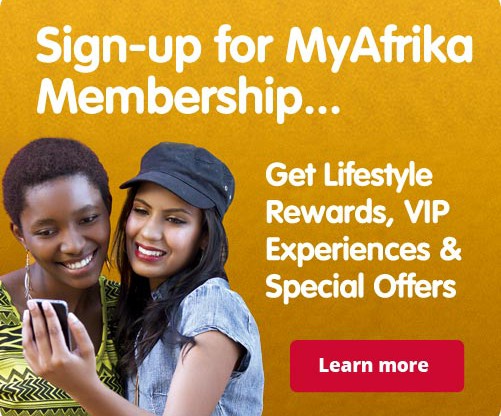 Sign-up for MyAfrika
Membership...
Get Lifestyle
Rewards, VIP
Experiences &
Special Offers
Learn more